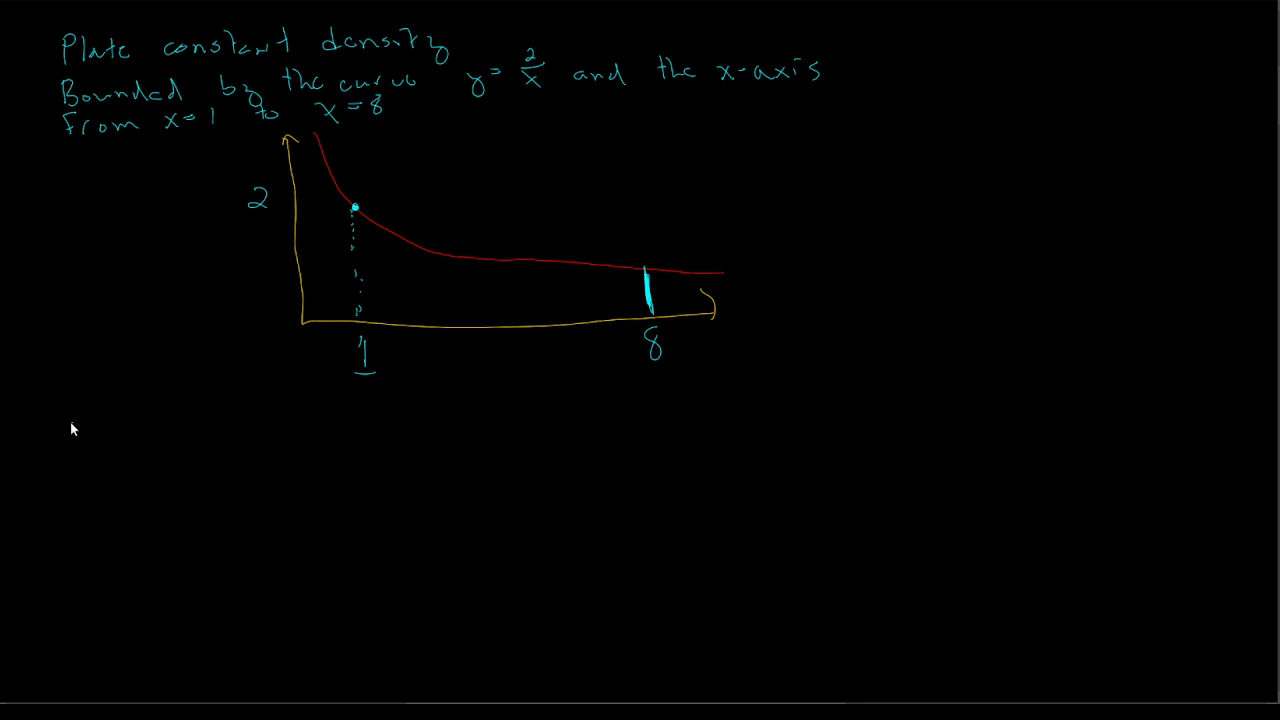 Plate constant density
Bounded by the curve y = 2/x and the x-axis
From x=1 to x=8
2
1
8